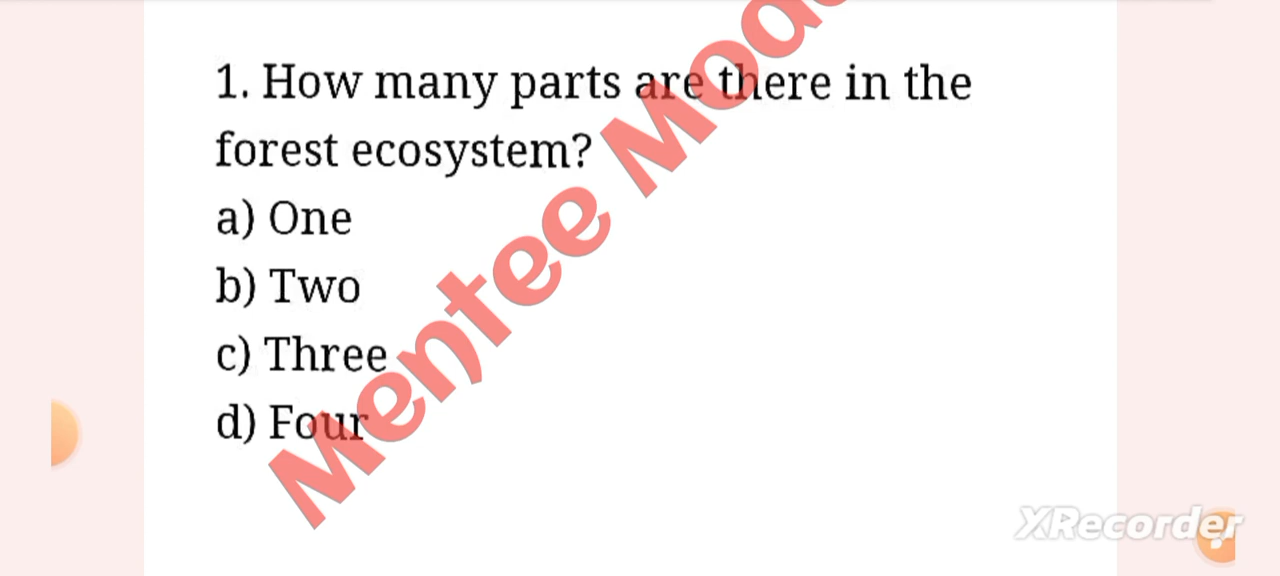 1. How many parts are there in the
forest ecosystem?
a) One
b) Two
c) Three
d) Four
Mentee
XRecorder